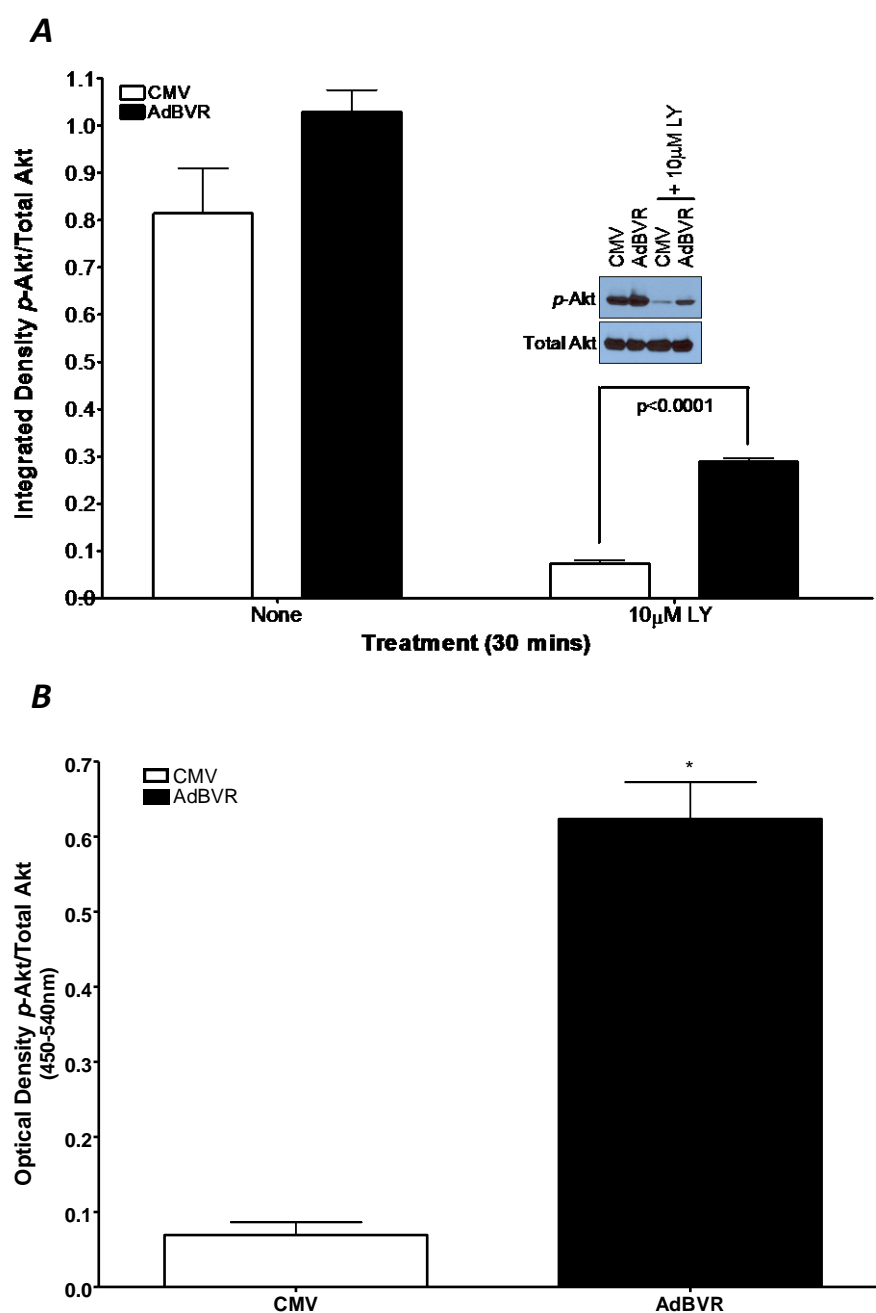 A
Integrated Density p-Akt/Total Akt
1.1
1.0
0.9
0.8
0.7
0.6
0.5
0.4
0.3
0.2
0.1
0.0
CMV
AdBVR
+ 10μM LY
CMV
AdBVR
CMV
AdBVR
p-Akt
Total Akt
p<0.0001
None
10μM LY
Treatment (30 mins)
B
Optical Density p-Akt/Total Akt
(450-540nm)
0.7
0.6
0.5
0.4
0.3
0.2
0.1
0.0
CMV
AdBVR
*
CMV
AdBVR